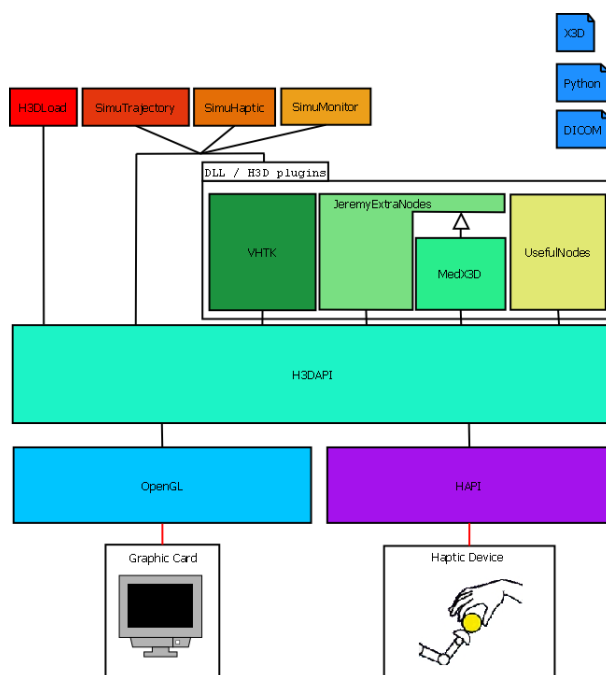 X3D
Python
DICOM
H3DLoad
SimuTrajectory
SimuHaptic
SimuMonitor
DLL / H3D plugins
JeremyExtraNodes
VHTK
MedX3D
UsefulNodes
H3DAPI
OpenGL
HAPI
Graphic Card
Haptic Device